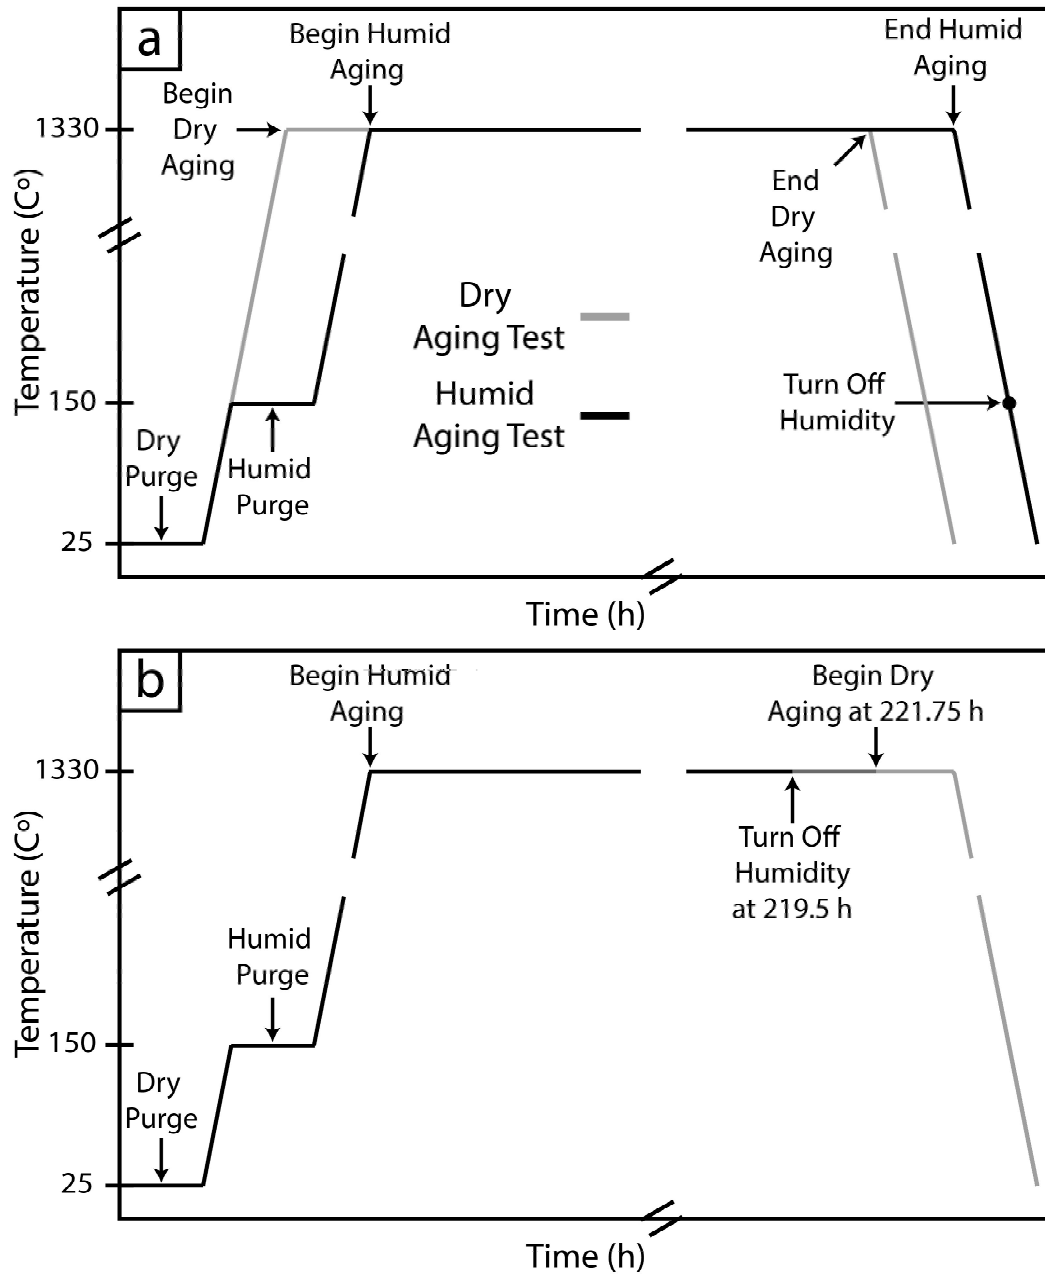 a
Begin Humid
Aging
End Humid
Aging
Begin
Dry
Aging
1330
End
Dry
Aging
Temperature (Cº)
Dry
Aging Test
Humid
Aging Test
150
Turn Off
Humidity
Dry
Purge
Humid
Purge
25
Time (h)
b
Begin Humid
Aging
Begin Dry
Aging at 221.75 h
1330
Turn Off
Humidity
at 219.5 h
Temperature (Cº)
Humid
Purge
150
Dry
Purge
25
Time (h)